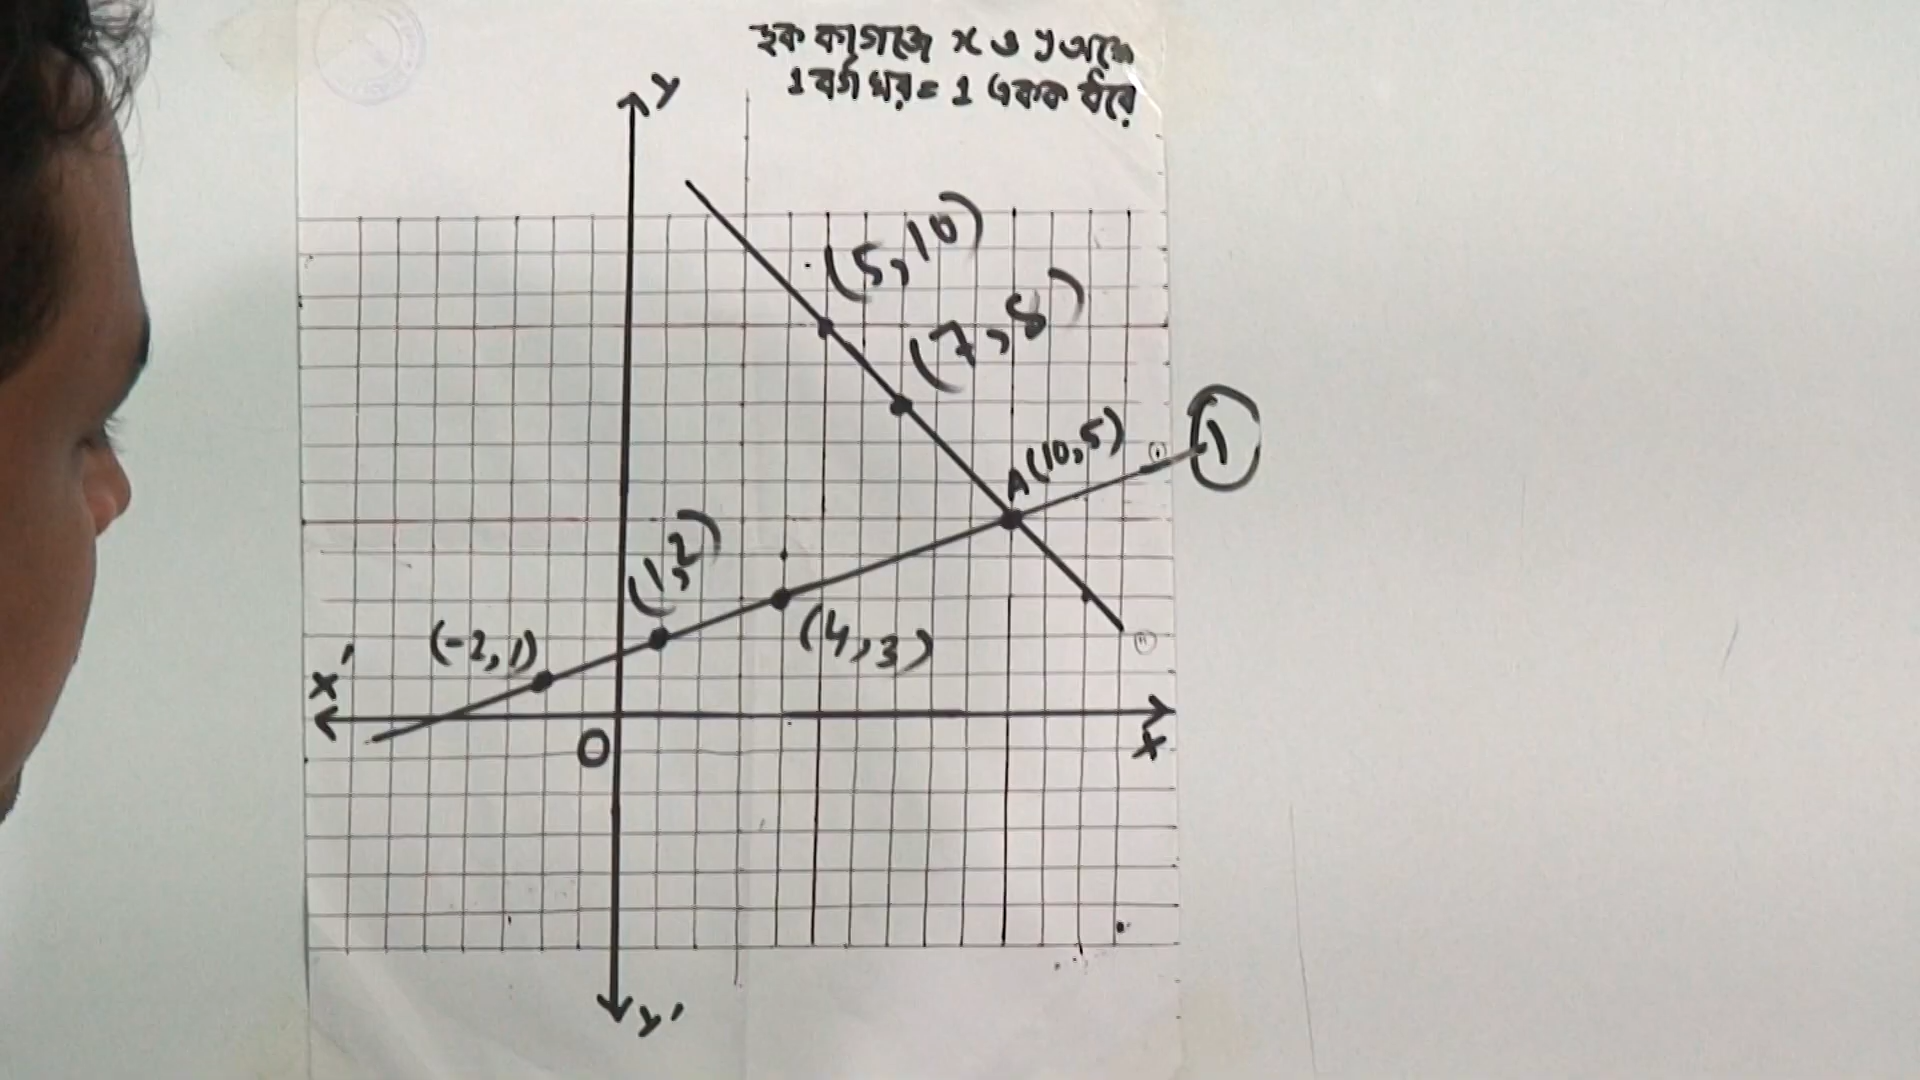 ছক কাগজে x ও y অক্ষে
1 বর্গ ঘর = 1 একক ধরে
Y
(5,10)
(7,8)
A(10,5)
1
(1,2)
(-2,1)
(4,3)
X'
O
X
Y'